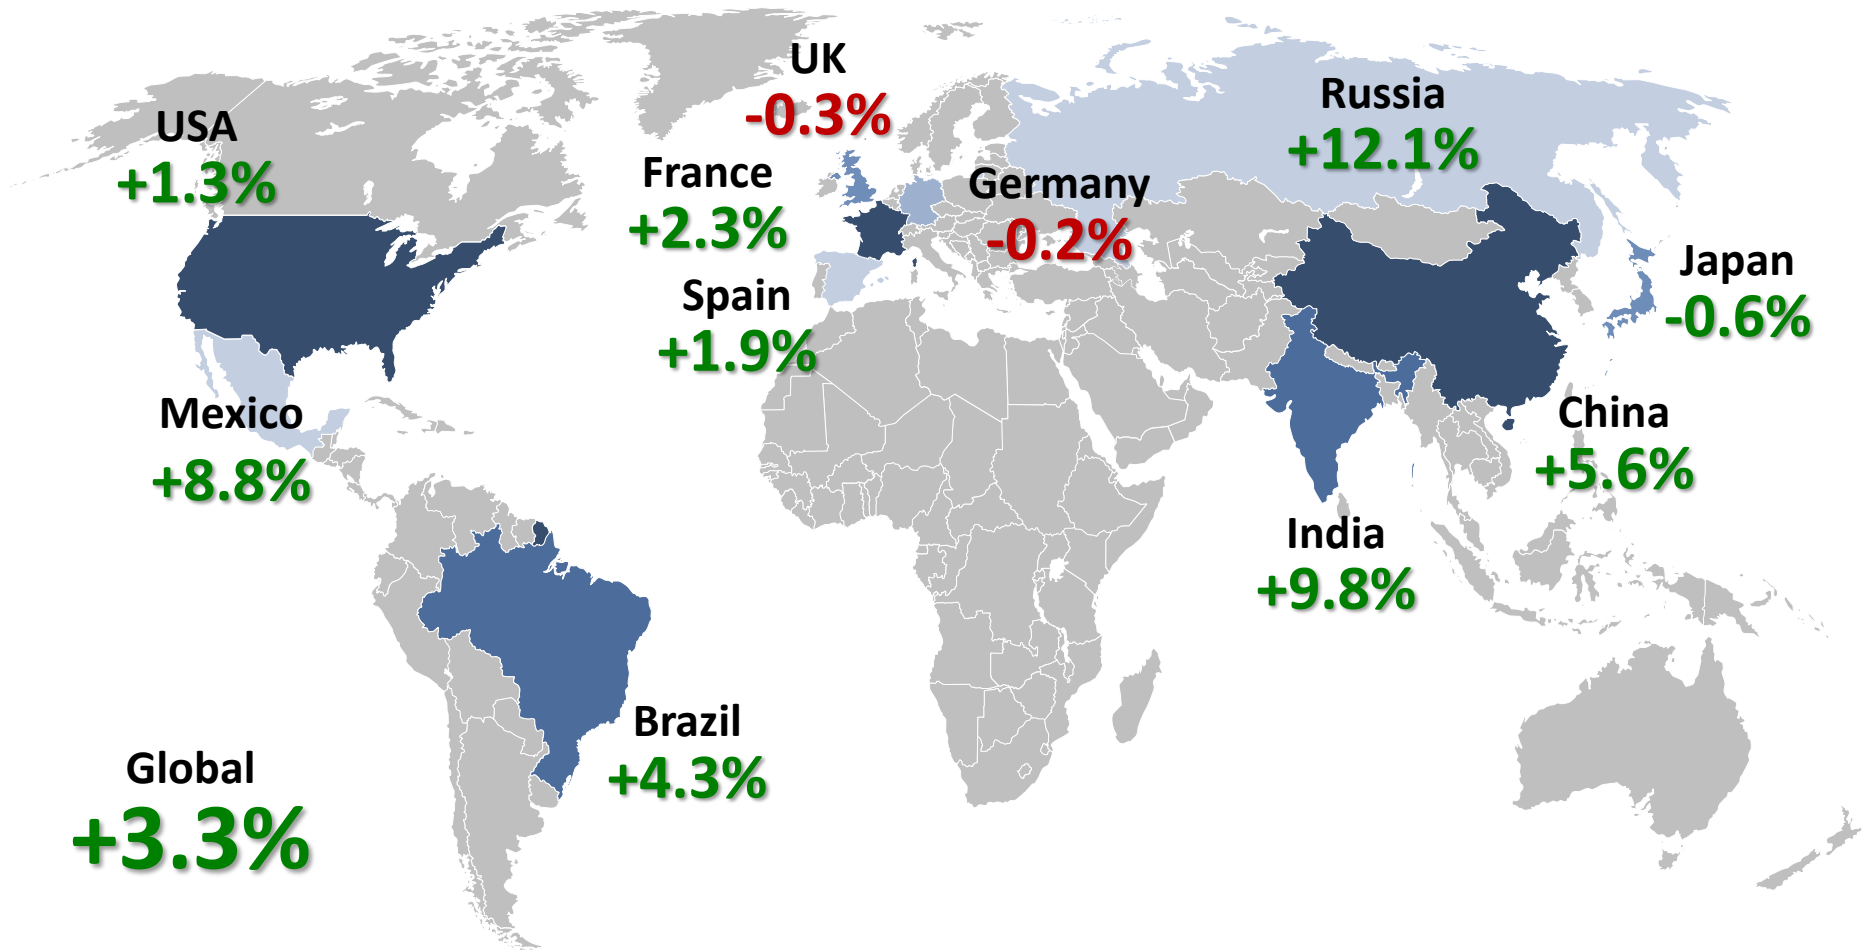 UK
-0.3%
USA
+1.3%
Russia
+12.1%
France
+2.3%
Germany
-0.2%
Spain
+1.9%
Japan
-0.6%
Mexico
+8.8%
China
+5.6%
India
+9.8%
Brazil
+4.3%
Global
+3.3%